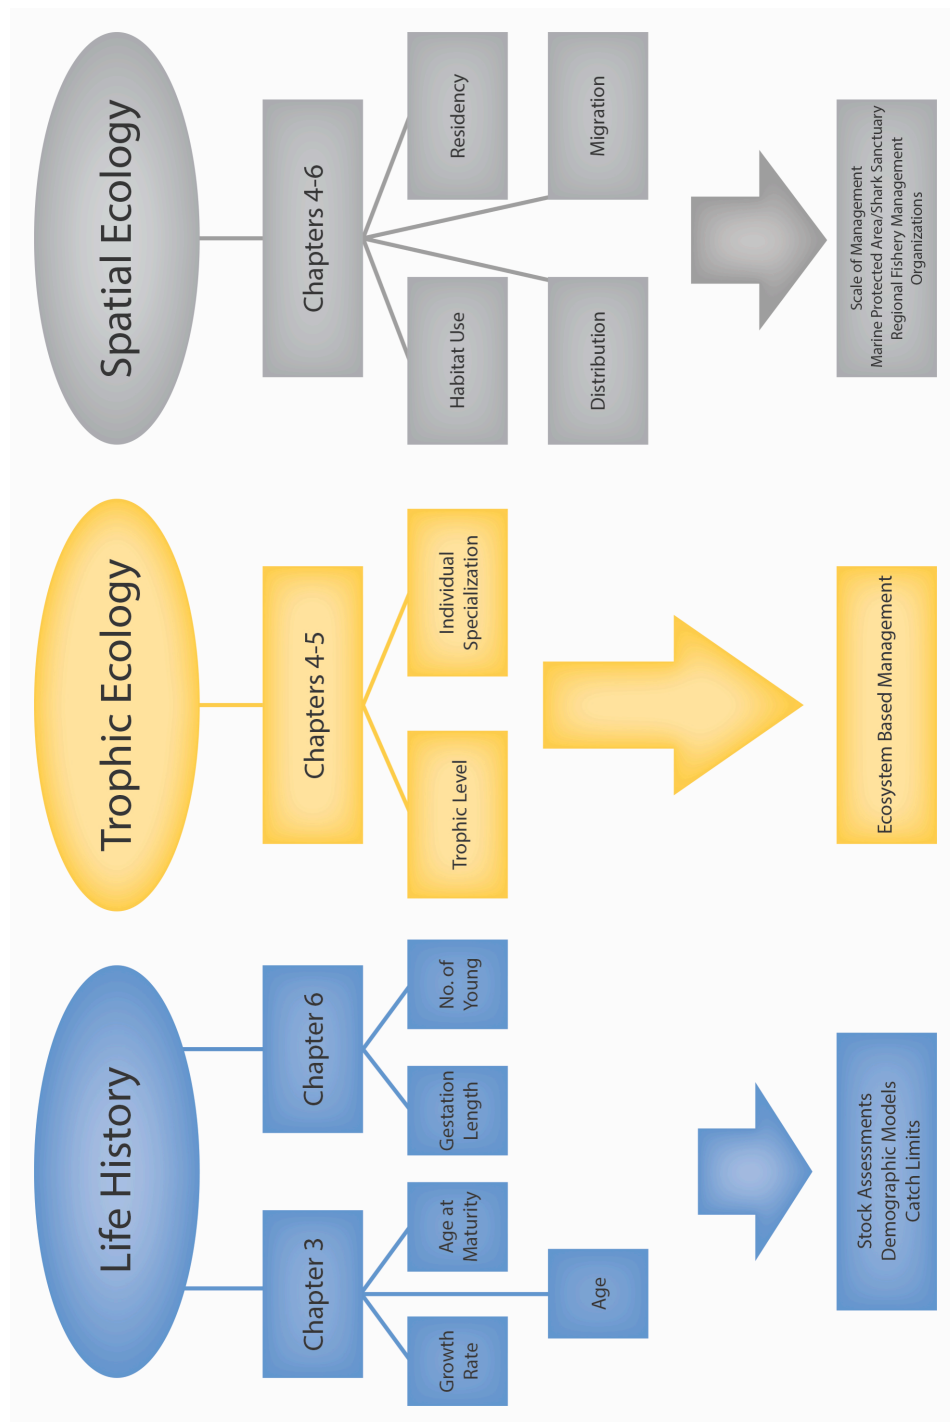 Life History
Chapter 3
Growth
Rate
Age at
Maturity
Age
Chapter 6
Gestation
Length
No. of
Young
Stock Assessments
Demographic Models
Catch Limits
Trophic Ecology
Chapters 4-5
Trophic Level
Individual
Specialization
Ecosystem Based Management
Spatial Ecology
Chapters 4-6
Habitat Use
Residency
Distribution
Migration
Scale of Management
Marine Protected Area/Shark Sanctuary
Regional Fishery Management
Organizations